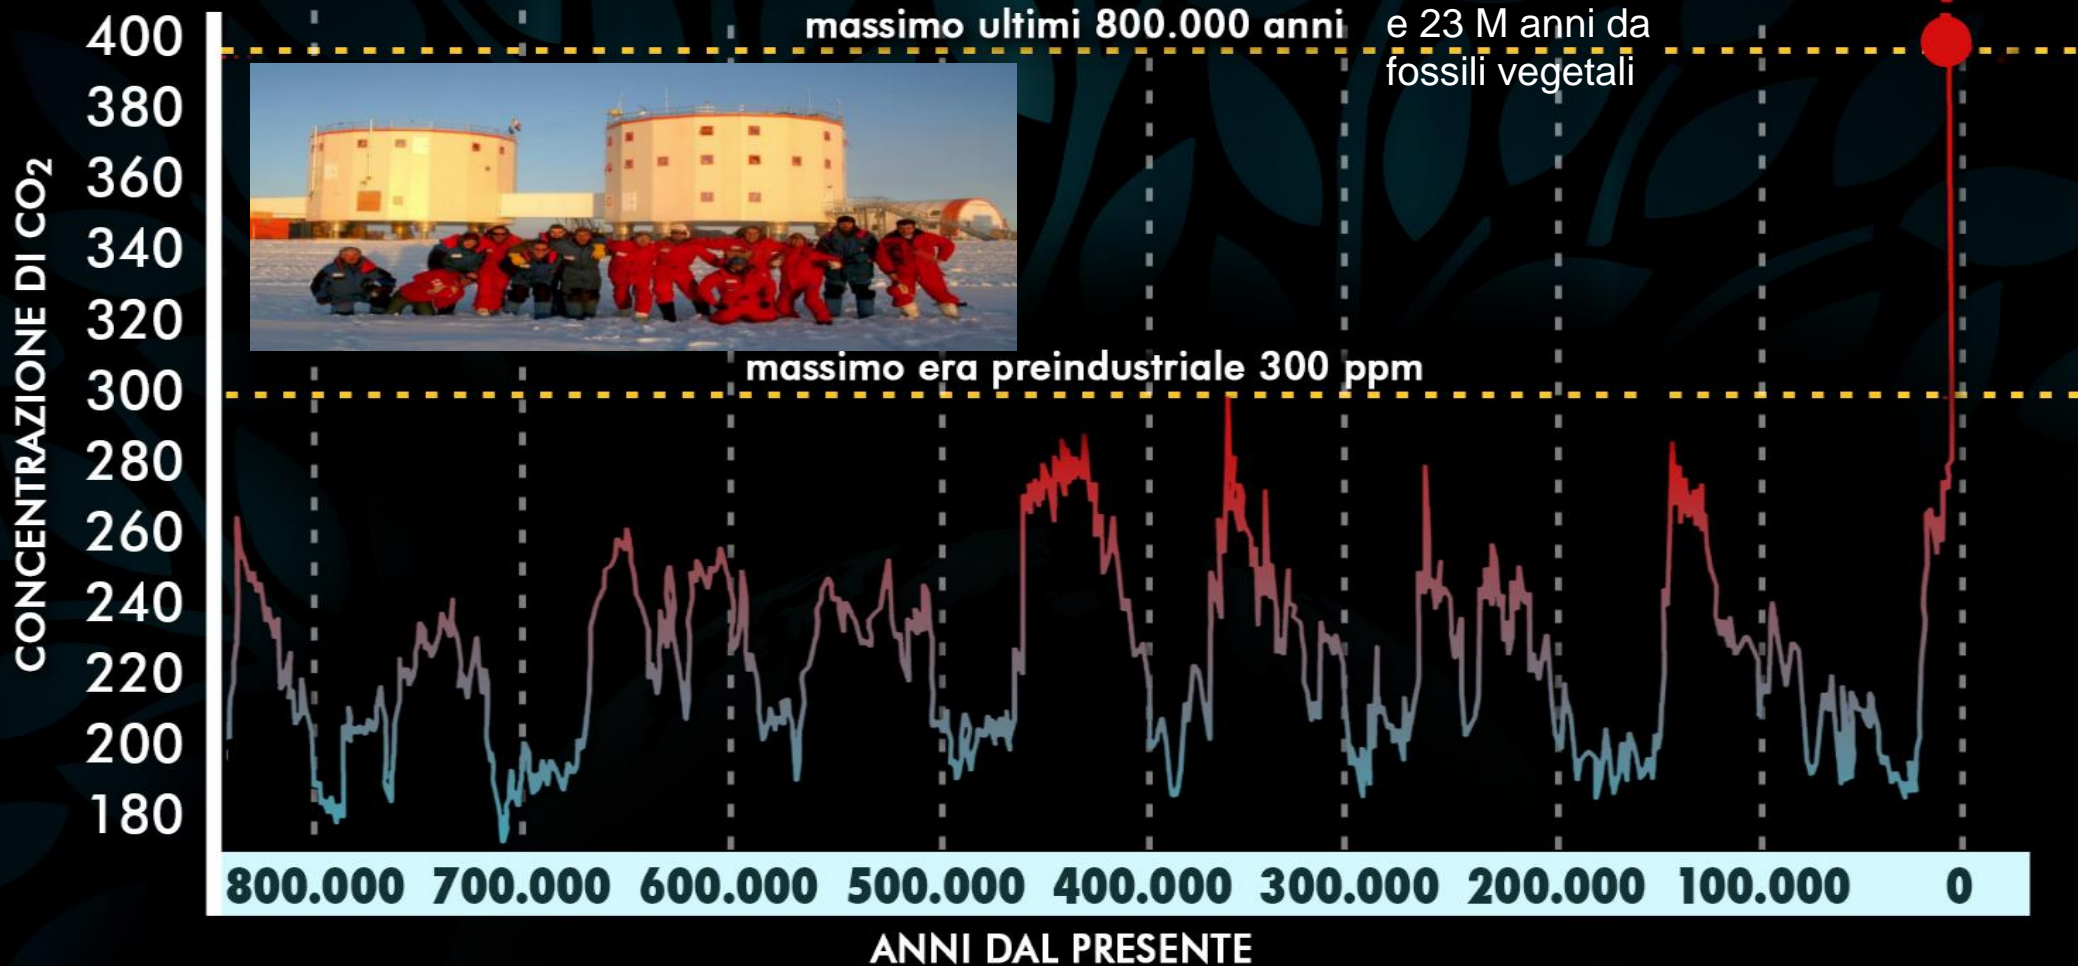 massimo ultimi 800.000 anni
e 23 M anni da
fossili vegetali
massimo era preindustriale 300 ppm
CONCENTRAZIONE DI CO₂
400
380
360
340
320
300
280
260
240
220
200
180
800.000 700.000 600.000 500.000 400.000 300.000 200.000 100.000 0
ANNI DAL PRESENTE